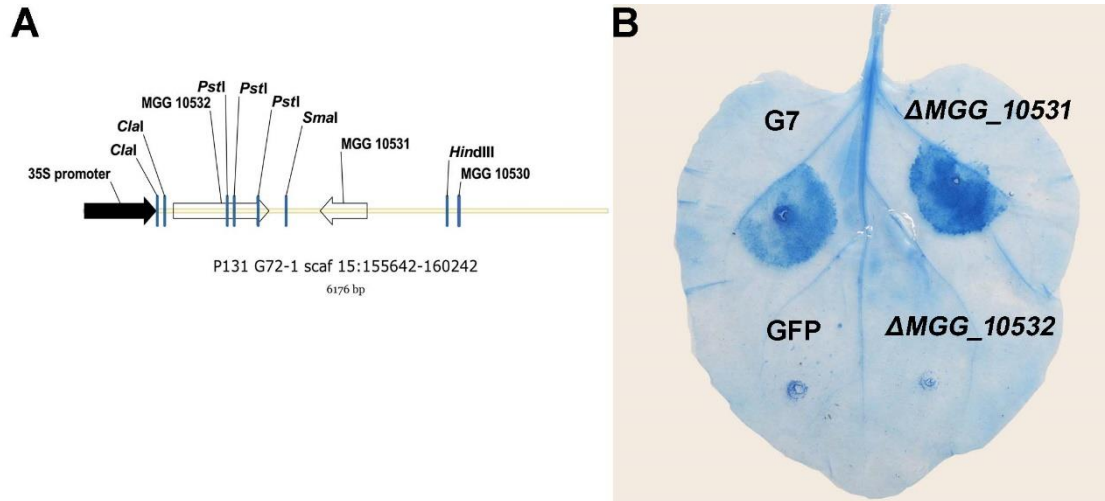 A
PstI
PstI
MGG 10532
PstI
ClaI
SmaI
ClaI
MGG 10531
HindIII
35S promoter
MGG 10530
P131 G72-1 scaf 15:155642-160242
6176 bp
B
G7
ΔMGG_10531
GFP
ΔMGG_10532